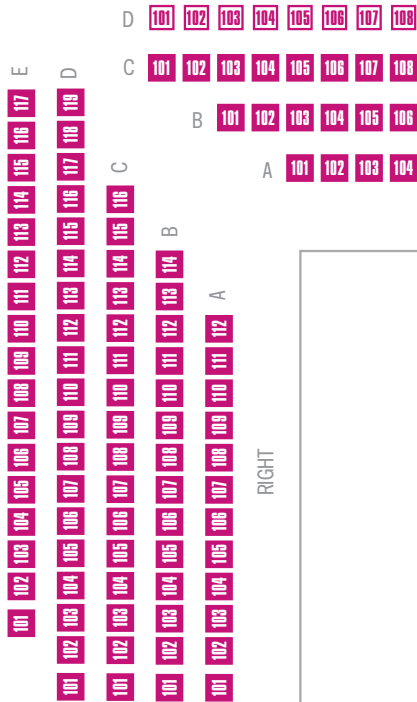 D 101 102 103 104 105 106 107 108
C 101 102 103 104 105 106 107 108
B 101 102 103 104 105 106
A 101 102 103 104
E 117 116 115 114 113 112 111 110 109 108 107 106 105 104 103 102 101
D 119 118 117 116 115 114 113 112 111 110 109 108 107 106 105 104 103 102 101
C 116 115 114 113 112 111 110 109 108 107 106 105 104 103 102 101
B 114 113 112 111 110 109 108 107 106 105 104 103 102 101
A 112 111 110 109 108 107 106 105 104 103 102 101
RIGHT